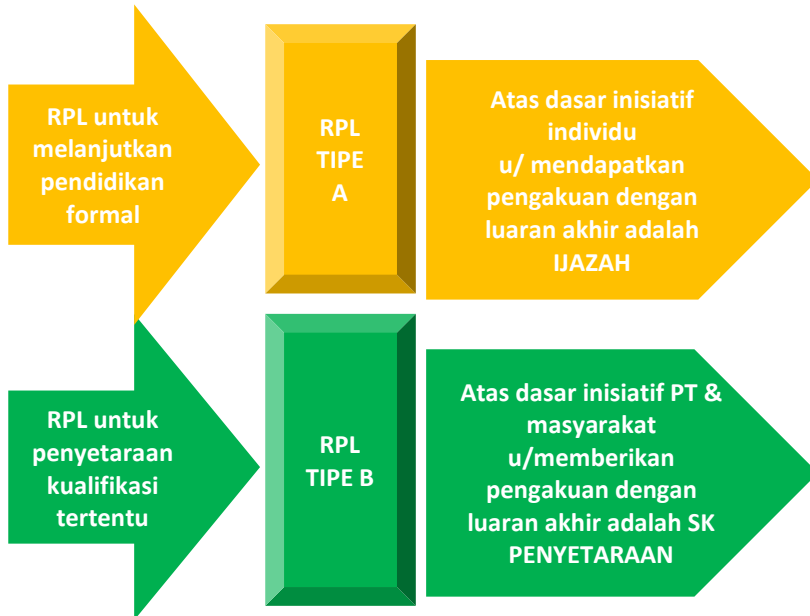 RPL untuk
melanjutkan
pendidikan
formal
RPL
TIPE
A
Atas dasar inisiatif
individu
u/ mendapatkan
pengakuan dengan
luaran akhir adalah
IJAZAH
RPL untuk
penyetaraan
kualifikasi
tertentu
RPL
TIPE B
Atas dasar inisiatif PT &
masyarakat
u/memberikan
pengakuan dengan
luaran akhir adalah SK
PENYETARAAN